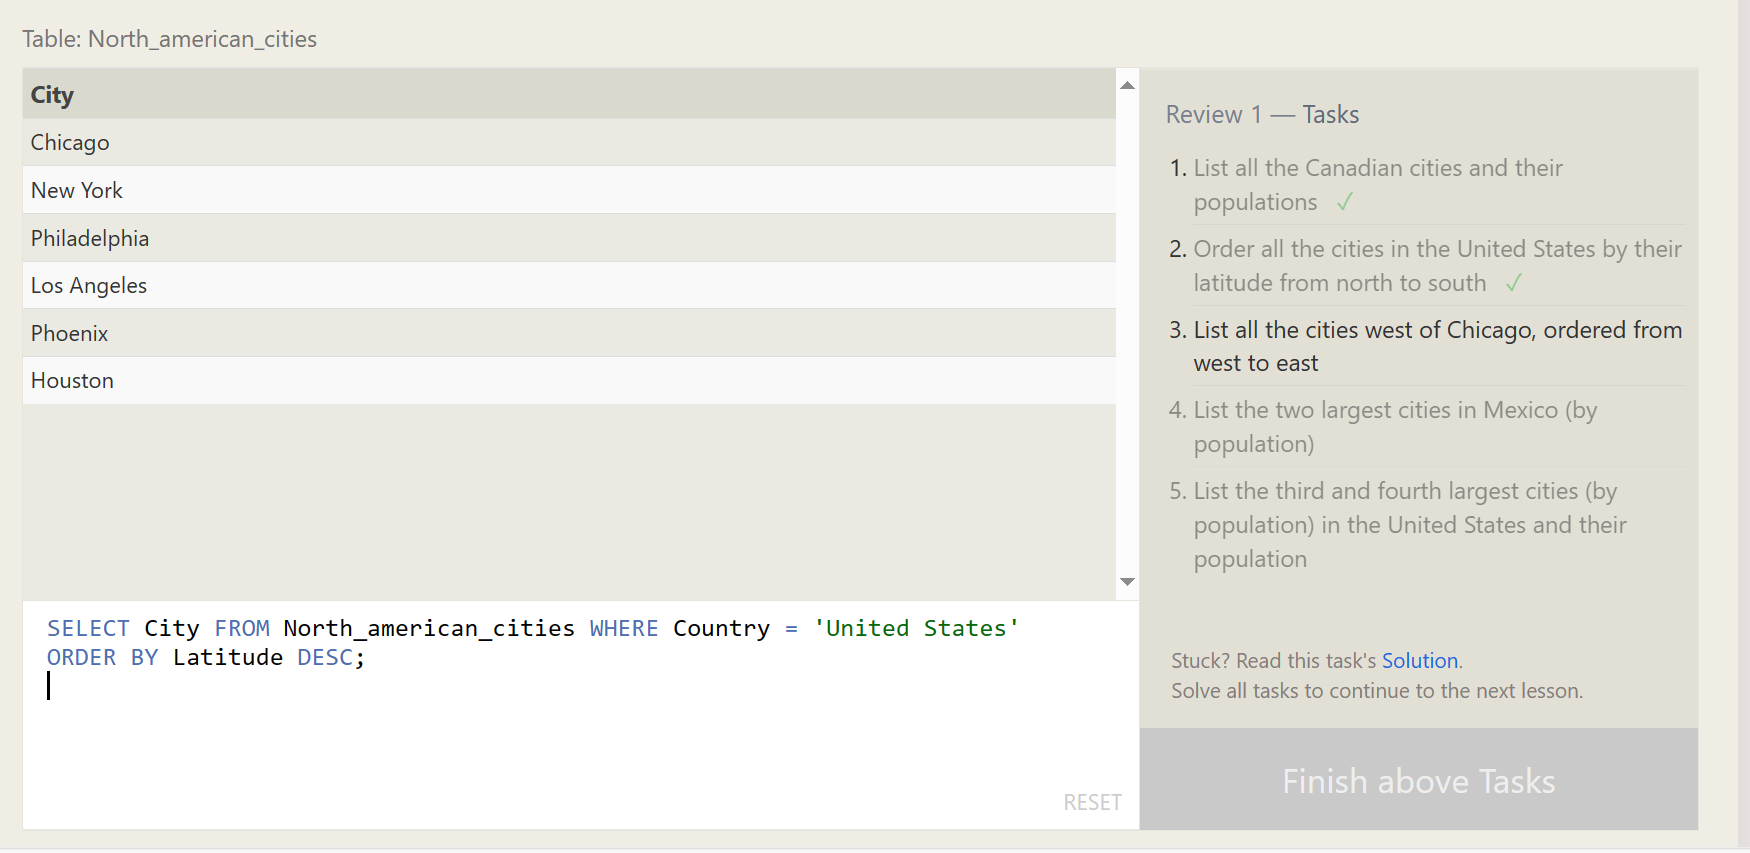 Table: North_american_cities
City
Chicago
New York
Philadelphia
Los Angeles
Phoenix
Houston
SELECT City FROM North_american_cities WHERE Country = 'United States'
ORDER BY Latitude DESC;
RESET
Review 1 — Tasks
1. List all the Canadian cities and their
populations ✓
2. Order all the cities in the United States by their
latitude from north to south ✓
3. List all the cities west of Chicago, ordered from
west to east
4. List the two largest cities in Mexico (by
population)
5. List the third and fourth largest cities (by
population) in the United States and their
population
Stuck? Read this task's Solution.
Solve all tasks to continue to the next lesson.
Finish above Tasks